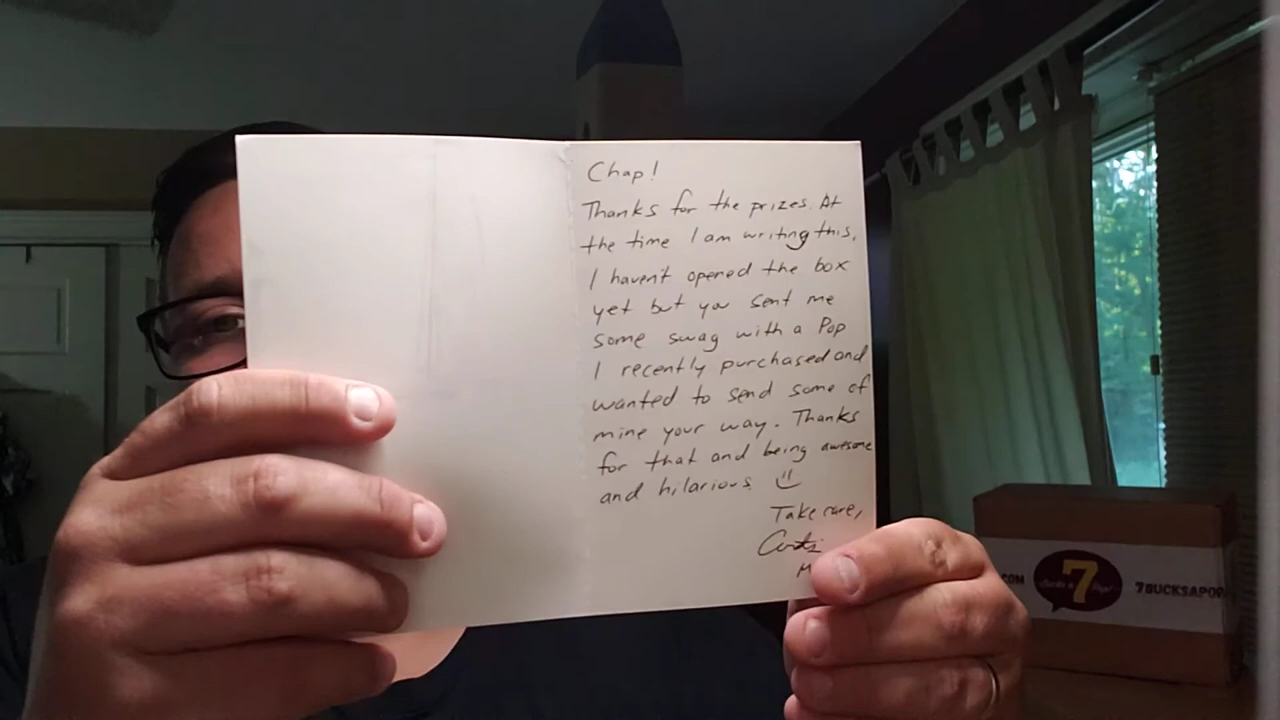 Chap!
Thanks for the prizes. At
the time I am writing this,
I haven't opened the box
yet but you sent me
some swag with a Pop
I recently purchased and
wanted to send some of
mine your way. Thanks
for that and being awesome
and hilarious.
Take care,
COM
7
7BUCKSAPOP